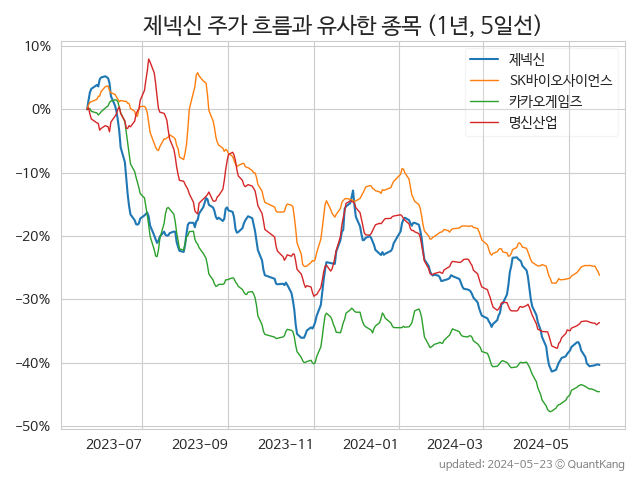 제넥신 주가 흐름과 유사한 종목 (1년, 5일선)
제넥신
SK바이오사이언스
카카오게임즈
명신산업
10%
0%
−10%
−20%
−30%
−40%
−50%
2023-07
2023-09
2023-11
2024-01
2024-03
2024-05
updated: 2024-05-23 ⓒ QuantKang